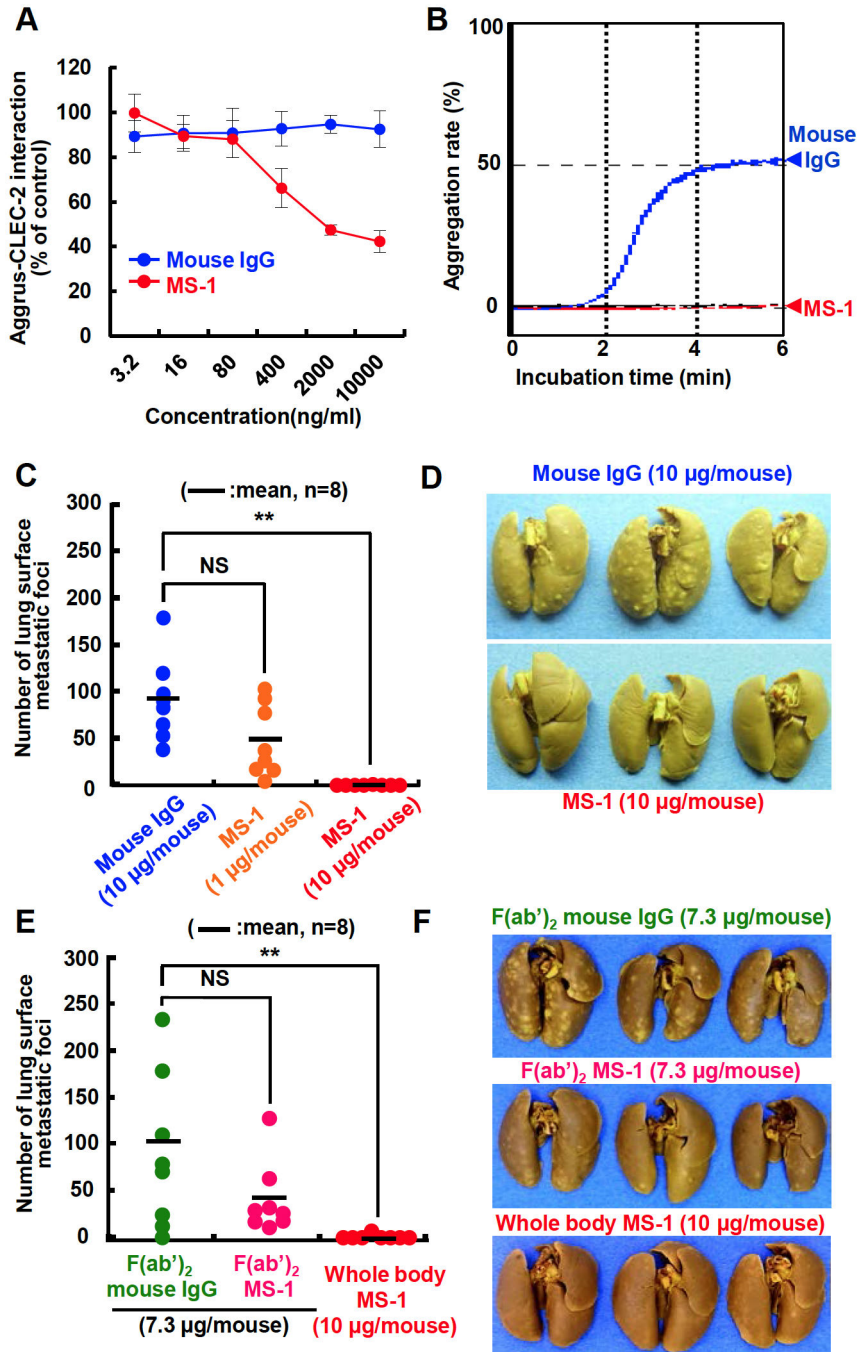 A
Aggrus-CLEC-2 interaction
(% of control)
120
100
80
60
40
20
0
Mouse IgG
MS-1
3.2
16
80
400
2000
10000
Concentration(ng/ml)
B
Aggregation rate (%)
100
50
0
Mouse
IgG
MS-1
0
2
4
6
Incubation time (min)
C
( :mean, n=8)
Number of lung surface
metastatic foci
300
250
200
150
100
50
0
**
NS
Mouse IgG
(10 µg/mouse)
MS-1
(1 µg/mouse)
MS-1
(10 µg/mouse)
D
Mouse IgG (10 µg/mouse)
MS-1 (10 µg/mouse)
E
( :mean, n=8)
Number of lung surface
metastatic foci
300
250
200
150
100
50
0
**
NS
F(ab')₂
mouse IgG
F(ab')₂
MS-1
(7.3 µg/mouse)
Whole body
MS-1
(10 µg/mouse)
F
F(ab')₂ mouse IgG (7.3 µg/mouse)
F(ab')₂ MS-1 (7.3 µg/mouse)
Whole body MS-1 (10 µg/mouse)